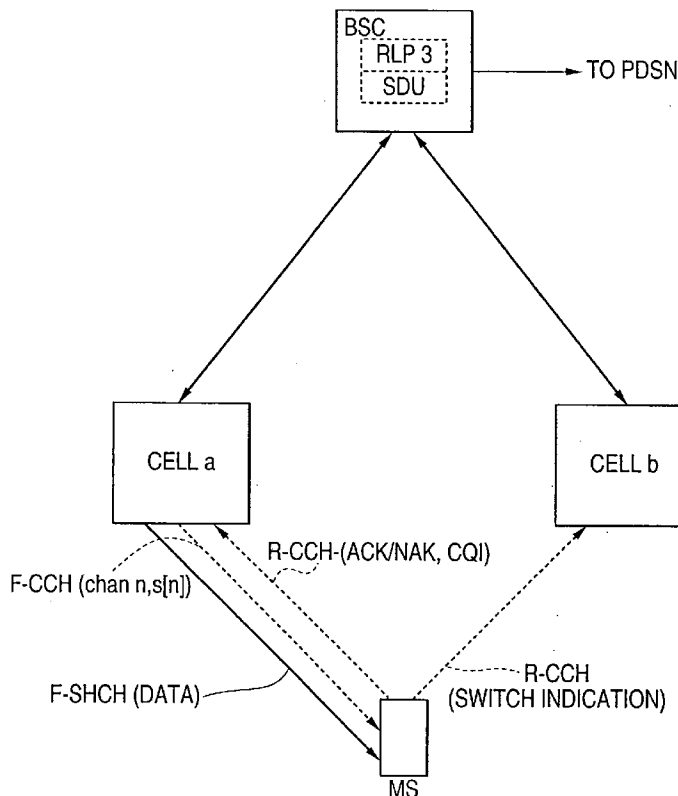 BSC
RLP 3
SDU
TO PDSN
CELL a
CELL b
R-CCH-(ACK/NAK, CQI)
F-CCH (chan n,s[n])
F-SHCH (DATA)
R-CCH
(SWITCH INDICATION)
MS